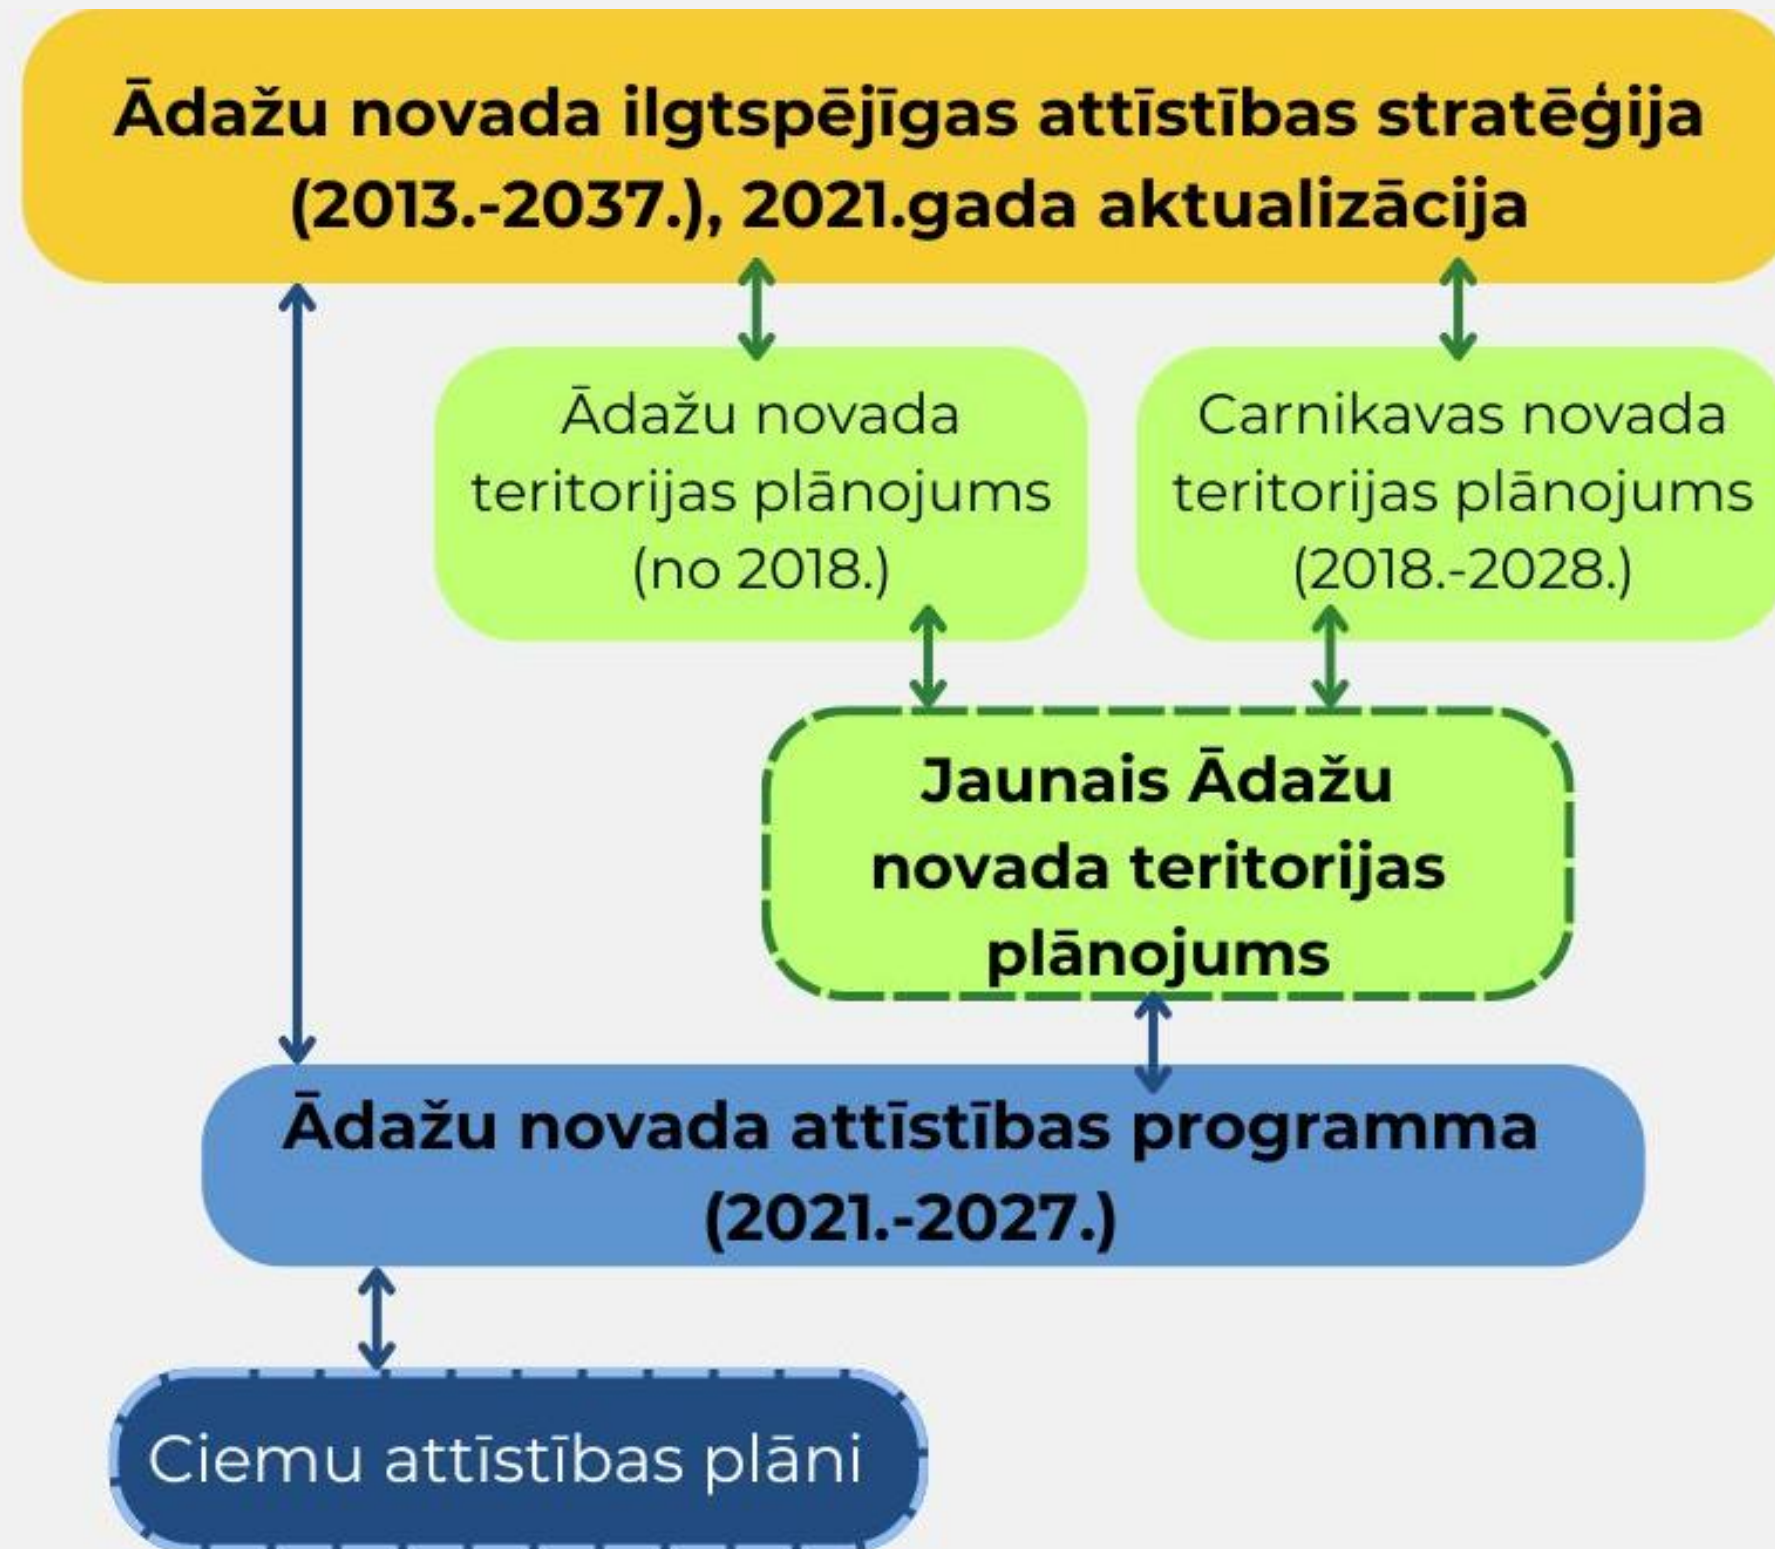 Ādažu novada ilgtspējīgas attīstības stratēģija
(2013.-2037.), 2021.gada aktualizācija
Ādažu novada
teritorijas plānojums
(no 2018.)
Carnikavas novada
teritorijas plānojums
(2018.-2028.)
Jaunais Ādažu
novada teritorijas
plānojums
Ādažu novada attīstības programma
(2021.-2027.)
Ciemu attīstības plāni